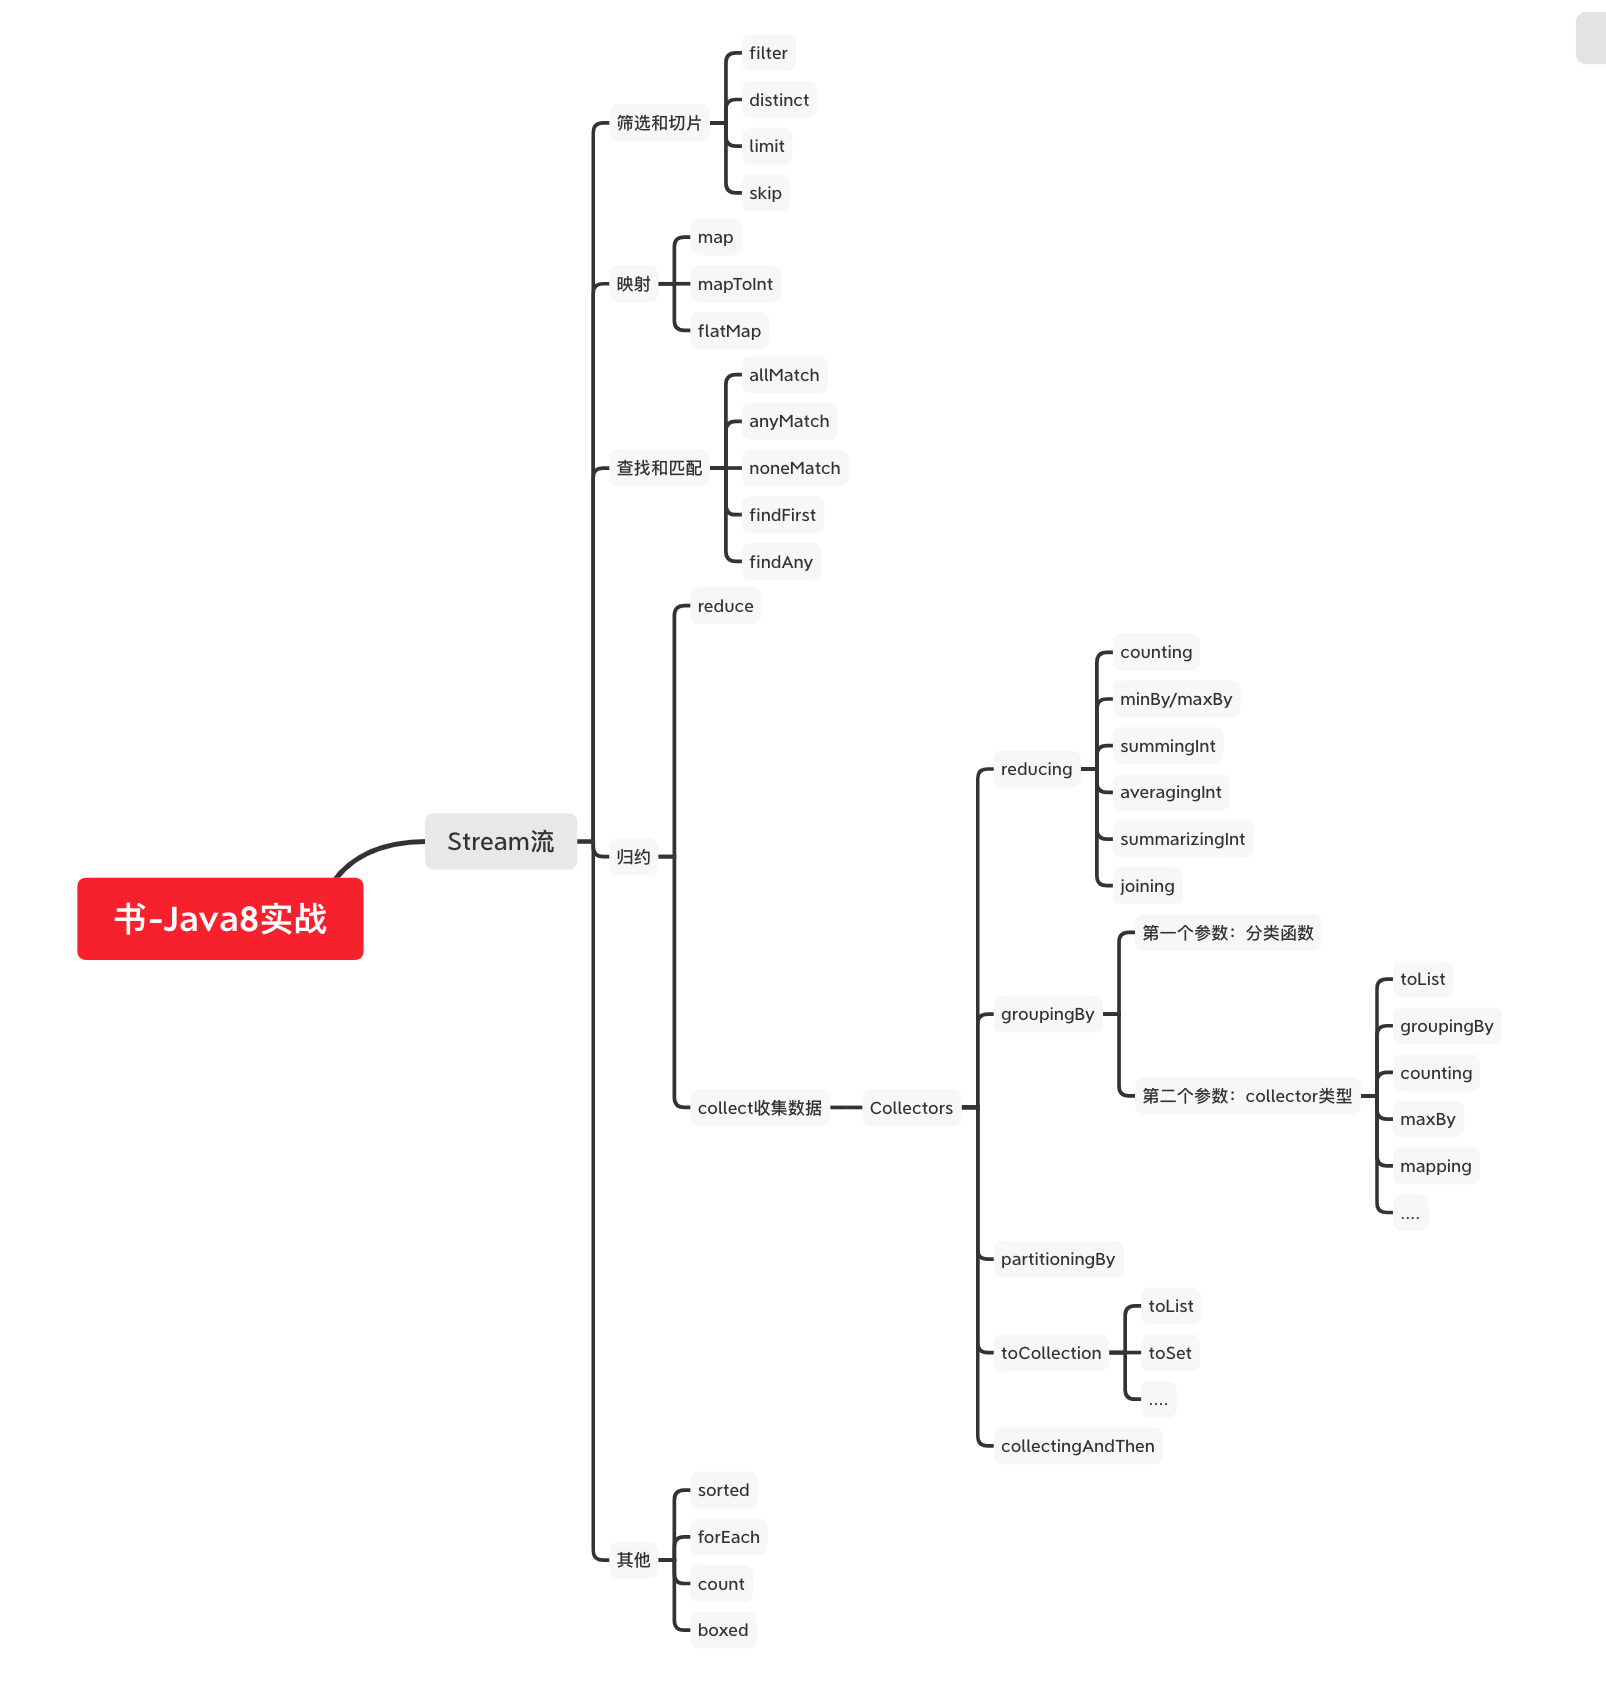 书-Java8实战
Stream流
筛选和切片
filter
distinct
limit
skip
映射
map
mapToInt
flatMap
查找和匹配
allMatch
anyMatch
noneMatch
findFirst
findAny
归约
reduce
collect收集数据
Collectors
reducing
counting
minBy/maxBy
summingInt
averagingInt
summarizingInt
joining
groupingBy
第一个参数：分类函数
第二个参数：collector类型
toList
groupingBy
counting
maxBy
mapping
....
partitioningBy
toCollection
toList
toSet
....
collectingAndThen
其他
sorted
forEach
count
boxed